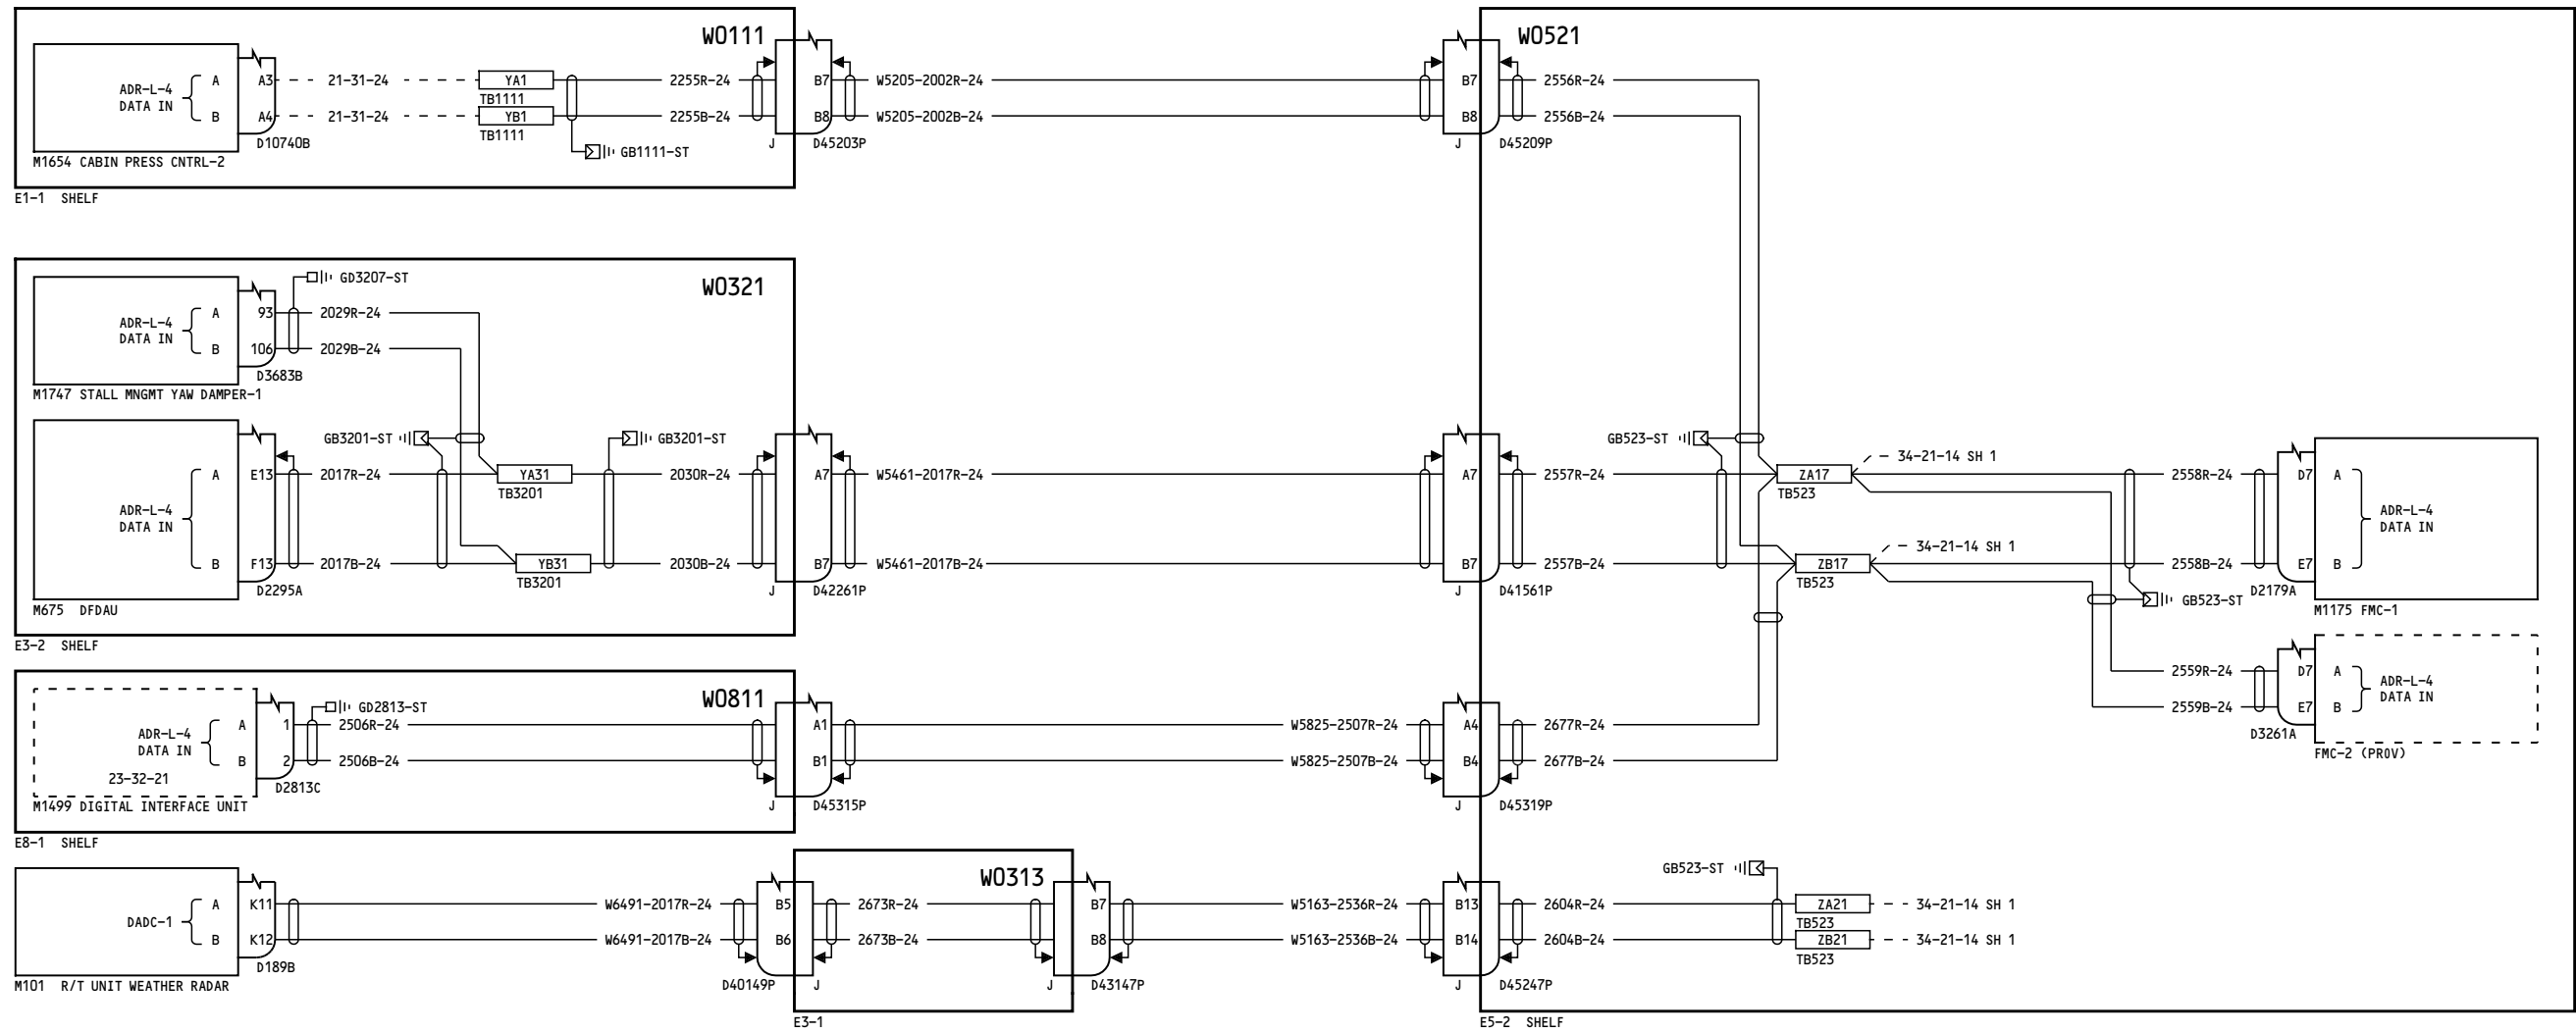 W0111
W0521
ADR-L-4
DATA IN
A A3 21-31-24 YA1 2255R-24 B7 W5205-2002R-24 B7 2556R-24
TB1111
B A4 21-31-24 YB1 2255B-24 B8 W5205-2002B-24 B8 2556B-24
TB1111
D10740B J D45203P J D45209P
GB1111-ST
M1654 CABIN PRESS CNTRL-2
E1-1 SHELF
W0321
GD3207-ST
ADR-L-4
DATA IN
A 93 2029R-24
B 106 2029B-24
D3683B
M1747 STALL MNGMT YAW DAMPER-1
GB3201-ST GB3201-ST GB523-ST
34-21-14 SH 1
A E13 2017R-24 YA31 2030R-24 A7 W5461-2017R-24 A7 2557R-24 ZA17 2558R-24 D7 A
TB3201 TB523
ADR-L-4 ADR-L-4
DATA IN DATA IN
34-21-14 SH 1
B F13 2017B-24 YB31 2030B-24 B7 W5461-2017B-24 B7 2557B-24 ZB17 2558B-24 E7 B
TB3201 TB523
D2295A J D42261P J D41561P D2179A
GB523-ST
M675 DFDAU
M1175 FMC-1
E3-2 SHELF
2559R-24 D7 A
ADR-L-4
DATA IN
2559B-24 E7 B
D3261A
FMC-2 (PROV)
W0811
GD2813-ST
A 1 2506R-24 A1 W5825-2507R-24 A4 2677R-24
ADR-L-4
DATA IN
B 2 2506B-24 B1 W5825-2507B-24 B4 2677B-24
23-32-21
D2813C
M1499 DIGITAL INTERFACE UNIT
J D45315P J D45319P
E8-1 SHELF
W0313
GB523-ST
A K11 W6491-2017R-24 B5 2673R-24 B7 W5163-2536R-24 B13 2604R-24 ZA21 34-21-14 SH 1
DADC-1
TB523
B K12 W6491-2017B-24 B6 2673B-24 B8 W5163-2536B-24 B14 2604B-24 ZB21 34-21-14 SH 1
TB523
D189B
M101 R/T UNIT WEATHER RADAR
D40149P J J D43147P J D45247P
E3-1
E5-2 SHELF